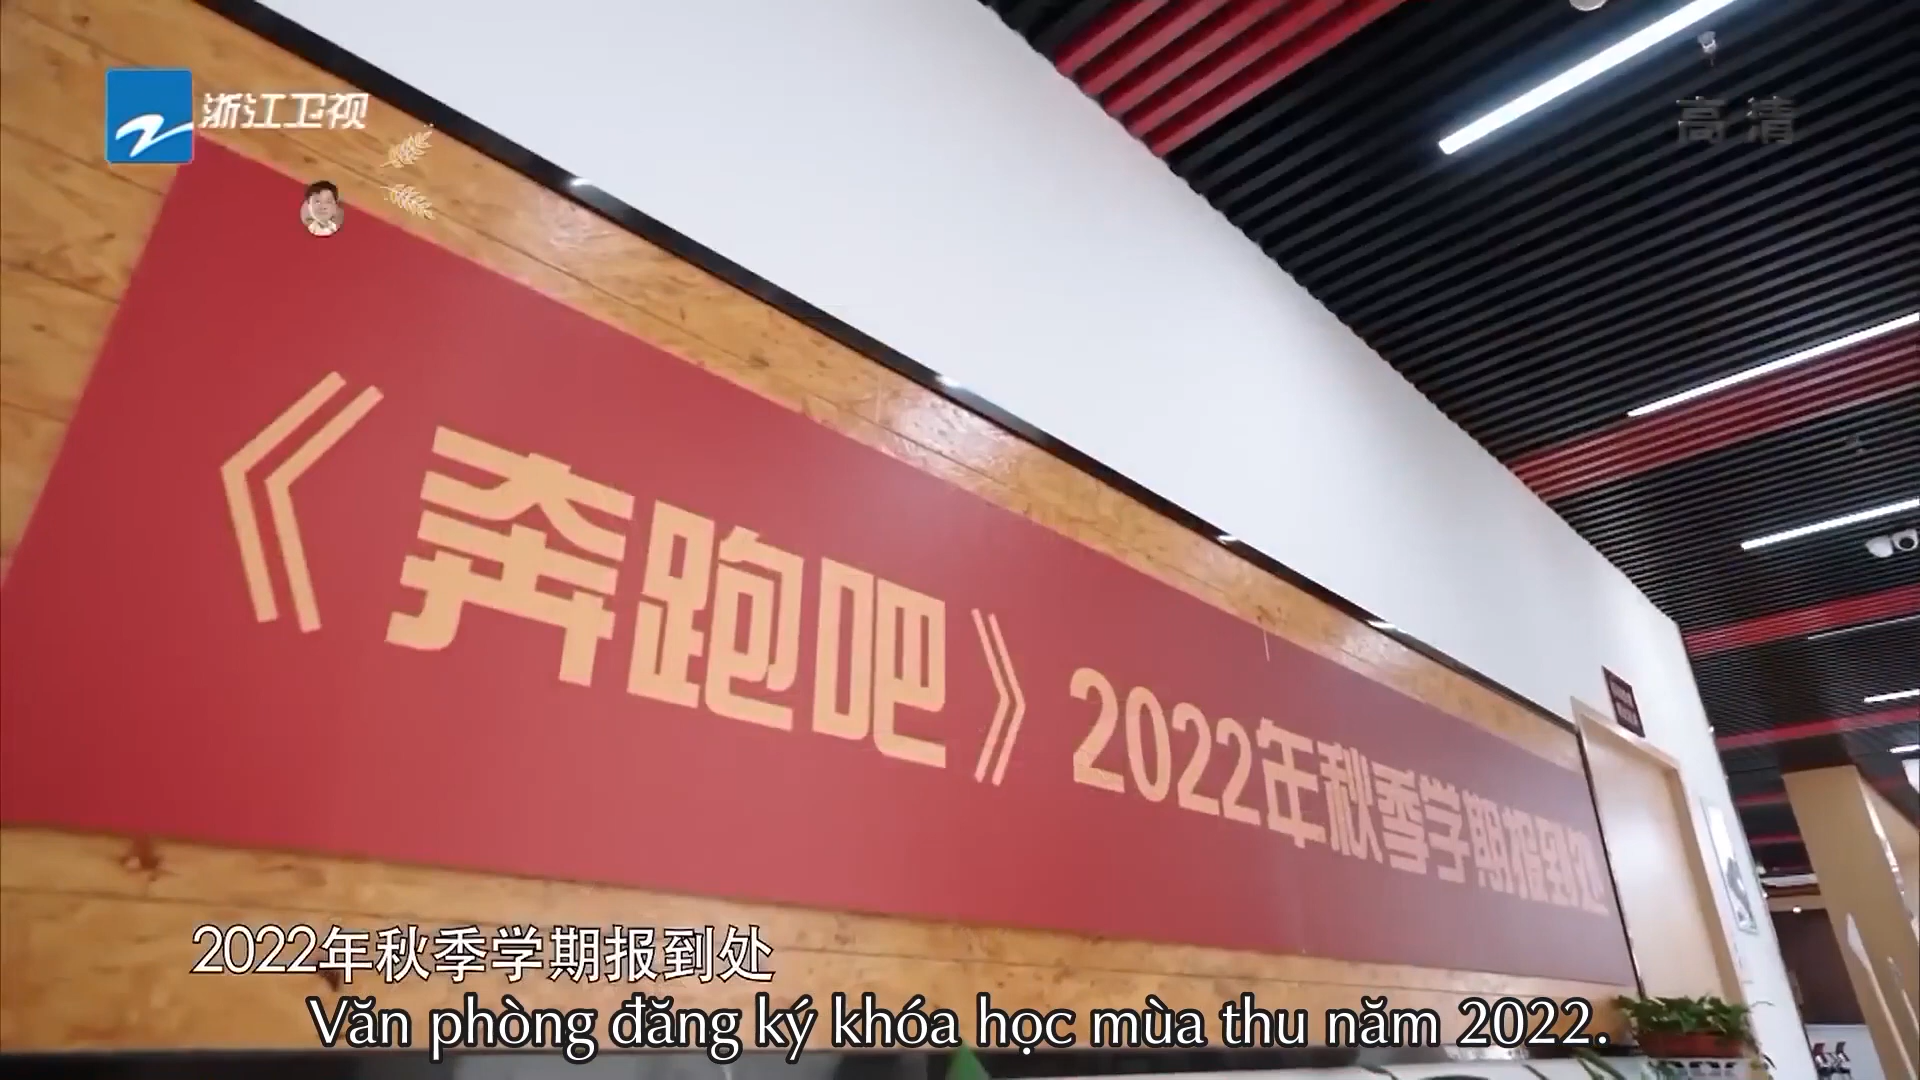 浙江卫视
高清
《奔跑吧》2022年秋季学期报到处
2022年秋季学期报到处
Văn phòng đăng ký khóa học mùa thu năm 2022.